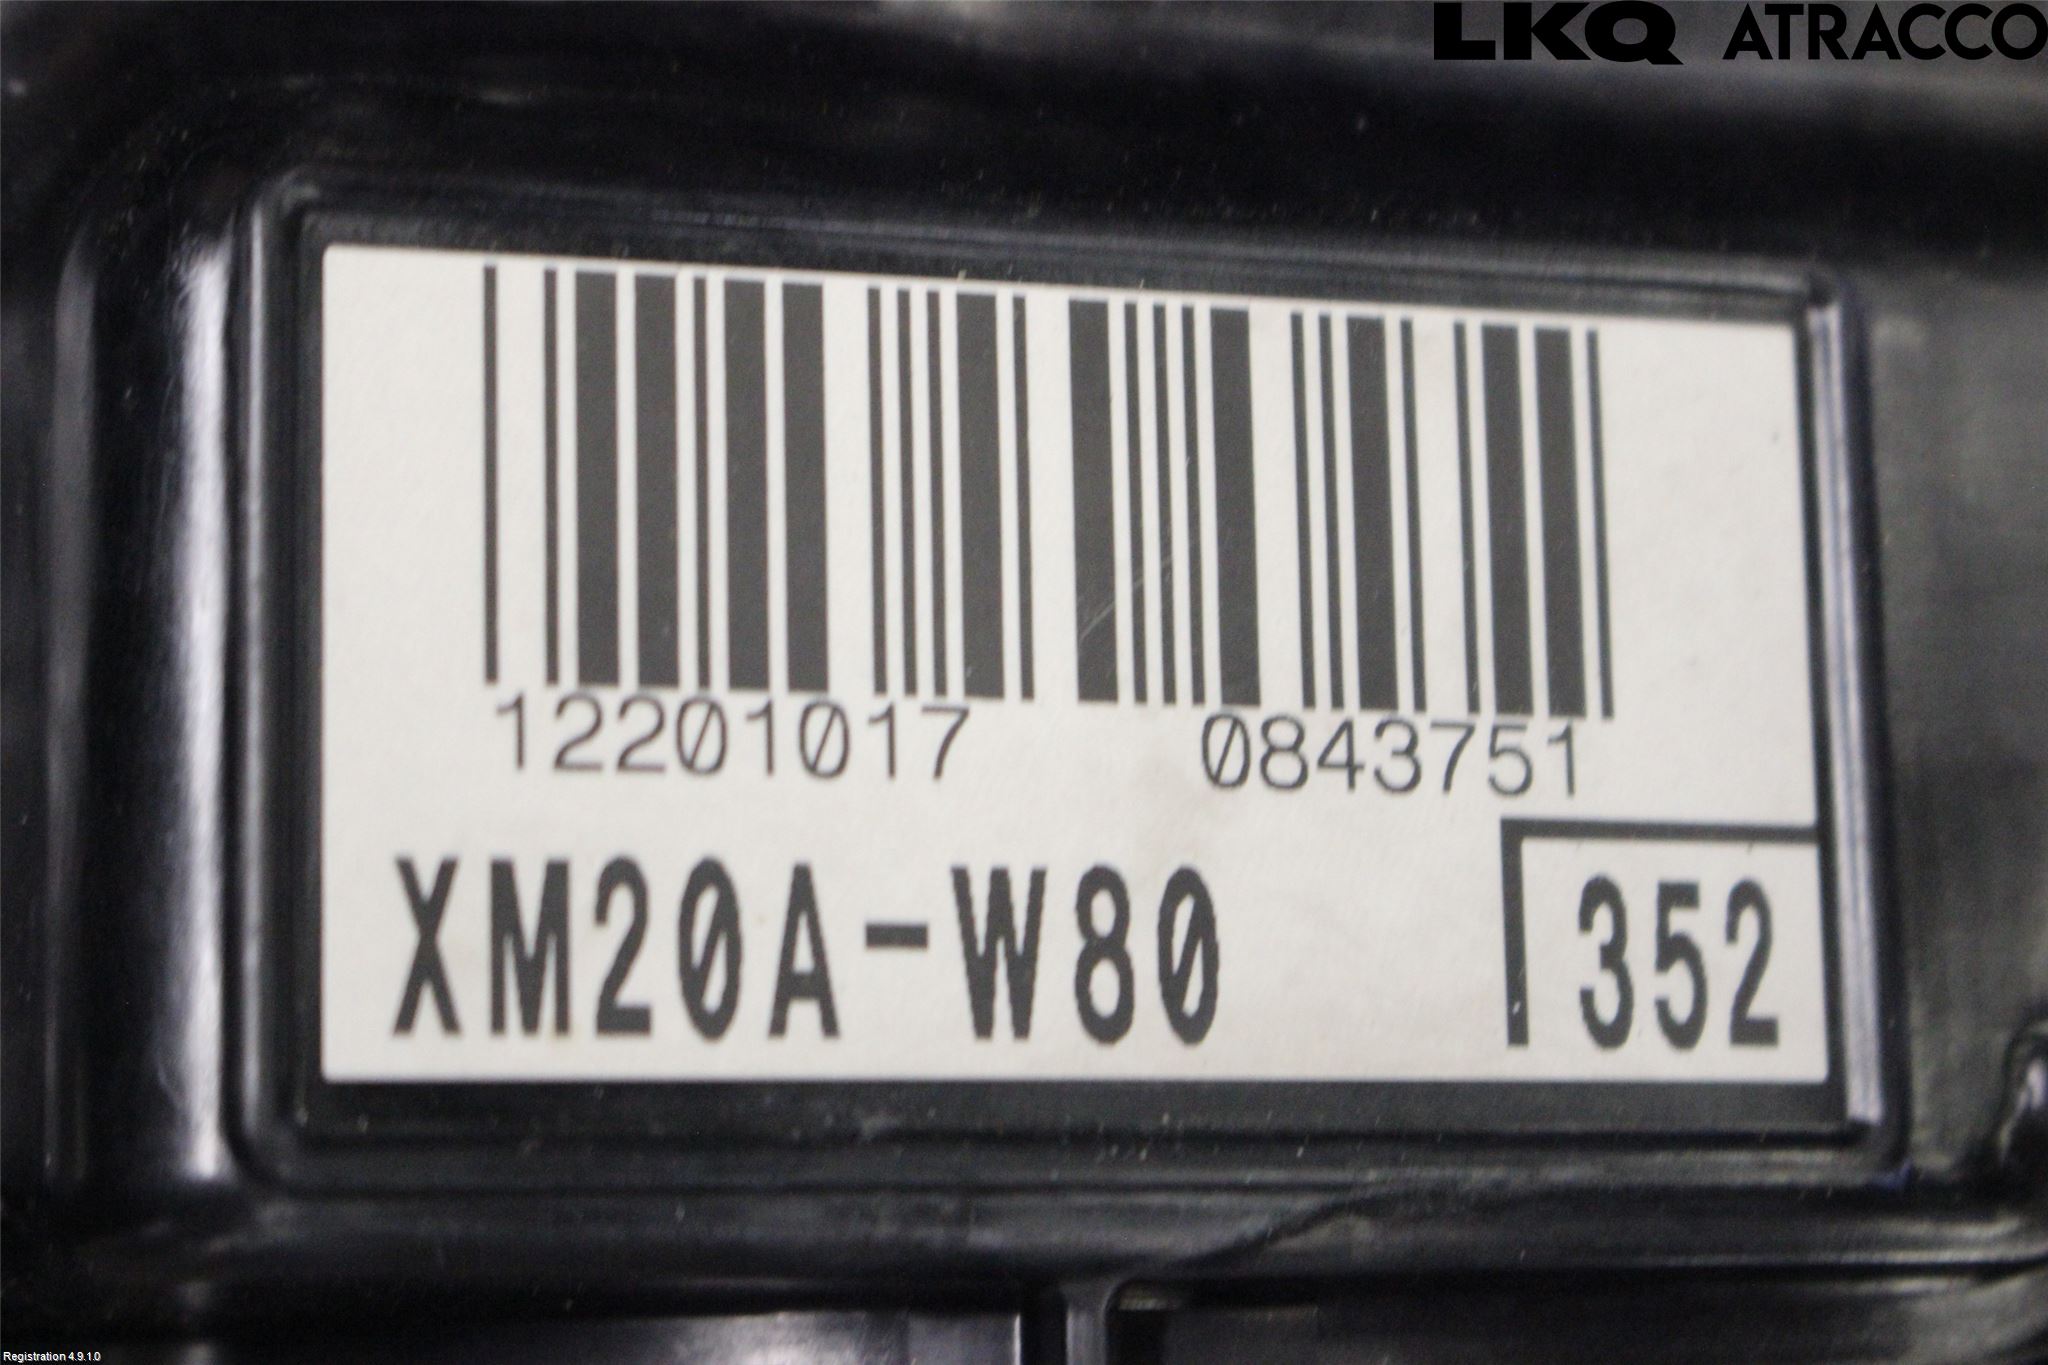 LKQ ATRACCO
12201017 0843751
XM20A-W80 352
Registration 4.9.1.0